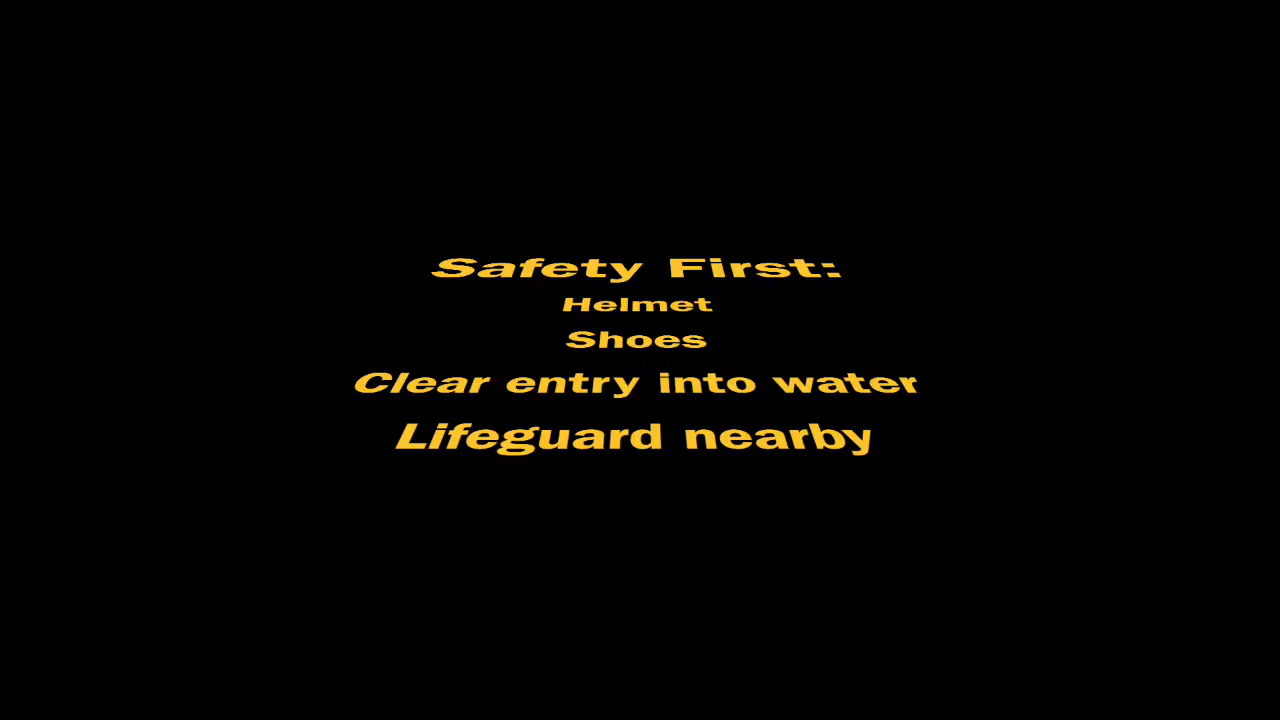 Safety First:
Helmet
Shoes
Clear entry into water
Lifeguard nearby